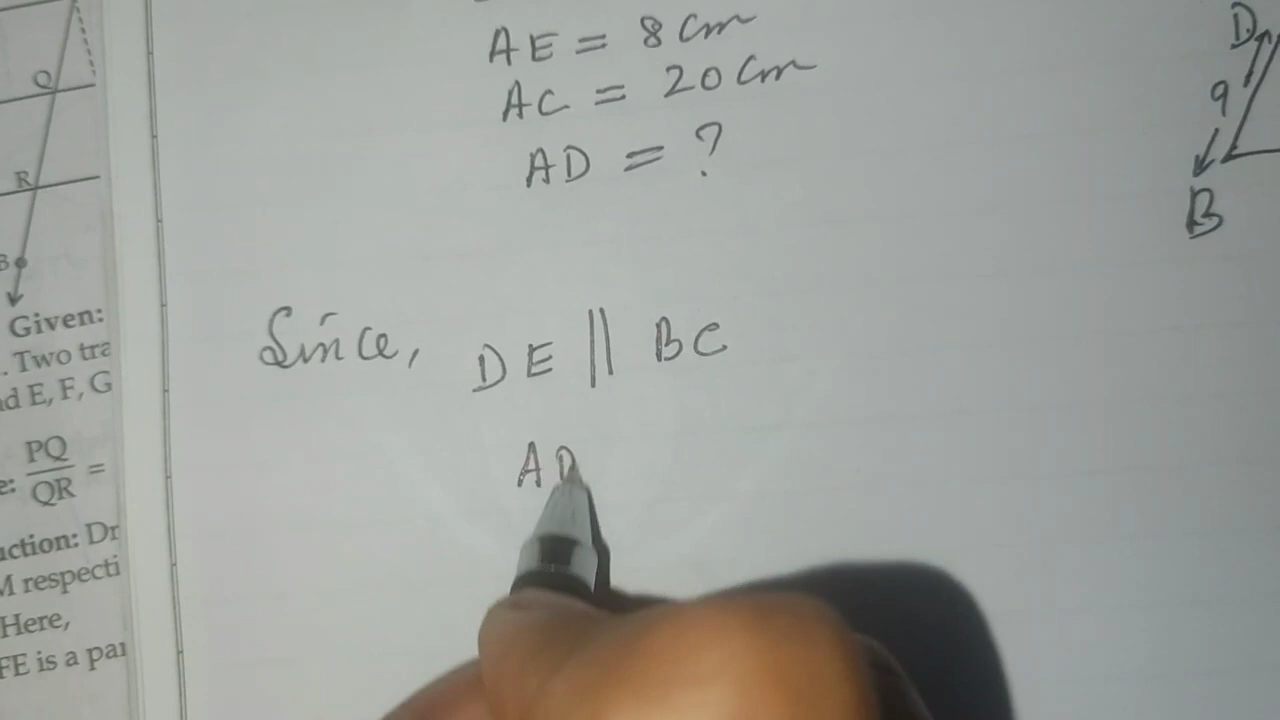 AE = 8 cm
AC = 20 cm
AD = ?
Since, DE || BC
AD
D
9
B
Q
R
B
Given:
. Two tra
d E, F, G
e: PQ/QR =
uction: Dr
M respecti
Here,
FE is a par